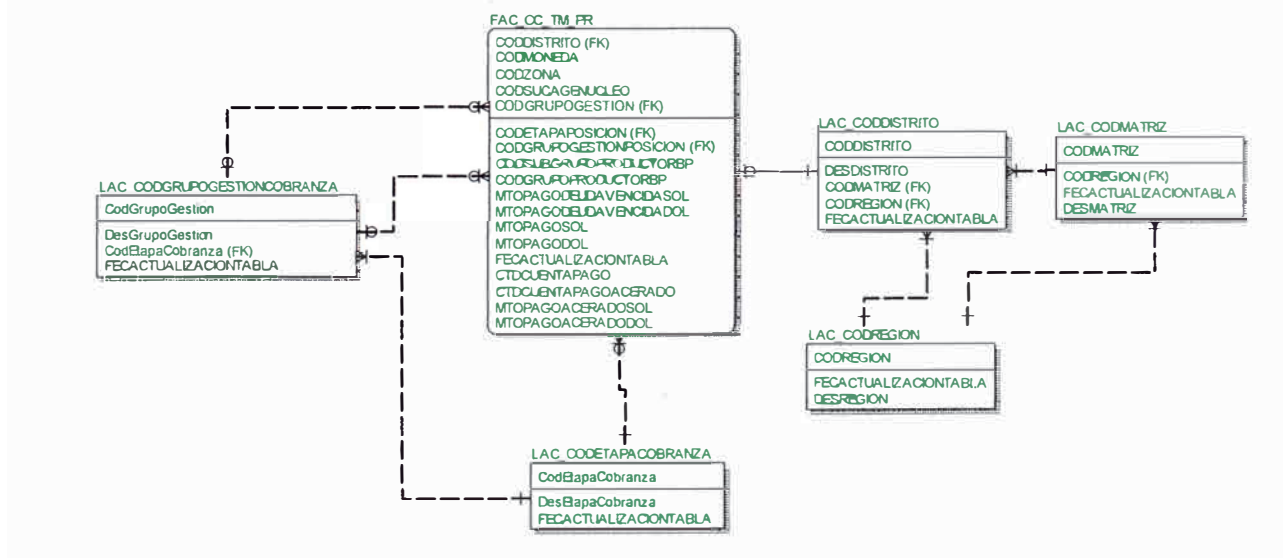 FAC_CC_TM_PR
CODDISTRITO (FK)
CODMONEDA
CODZONA
CODSUCAGENUCLEO
CODGRUPOGESTION (FK)
CODETAPAPOSICION (FK)
CODGRUPOGESTIONPOSICION (FK)
CODSUBGRUPOPRODUCTORBP
CODGRUPOPRODUCTORBP
MTOPAGODEUDAVENCIDASOL
MTOPAGODEUDAVENCIDADOL
MTOPAGOSOL
MTOPAGODOL
FECACTUALIZACIONTABLA
CTDCUENTAPAGO
CTDCUENTAPAGOACERADO
MTOPAGOACERADOSOL
MTOPAGOACERADODOL
LAC_CODGRUPOGESTIONCOBRANZA
CodGrupoGestion
DesGrupoGestion
CodEtapaCobranza (FK)
FECACTUALIZACIONTABLA
LAC_CODDISTRITO
CODDISTRITO
DESDISTRITO
CODMATRIZ (FK)
CODREGION (FK)
FECACTUALIZACIONTABLA
LAC_CODMATRIZ
CODMATRIZ
CODREGION (FK)
FECACTUALIZACIONTABLA
DESMATRIZ
LAC_CODREGION
CODREGION
FECACTUALIZACIONTABLA
DESREGION
LAC_CODETAPACOBRANZA
CodEtapaCobranza
DesEtapaCobranza
FECACTUALIZACIONTABLA